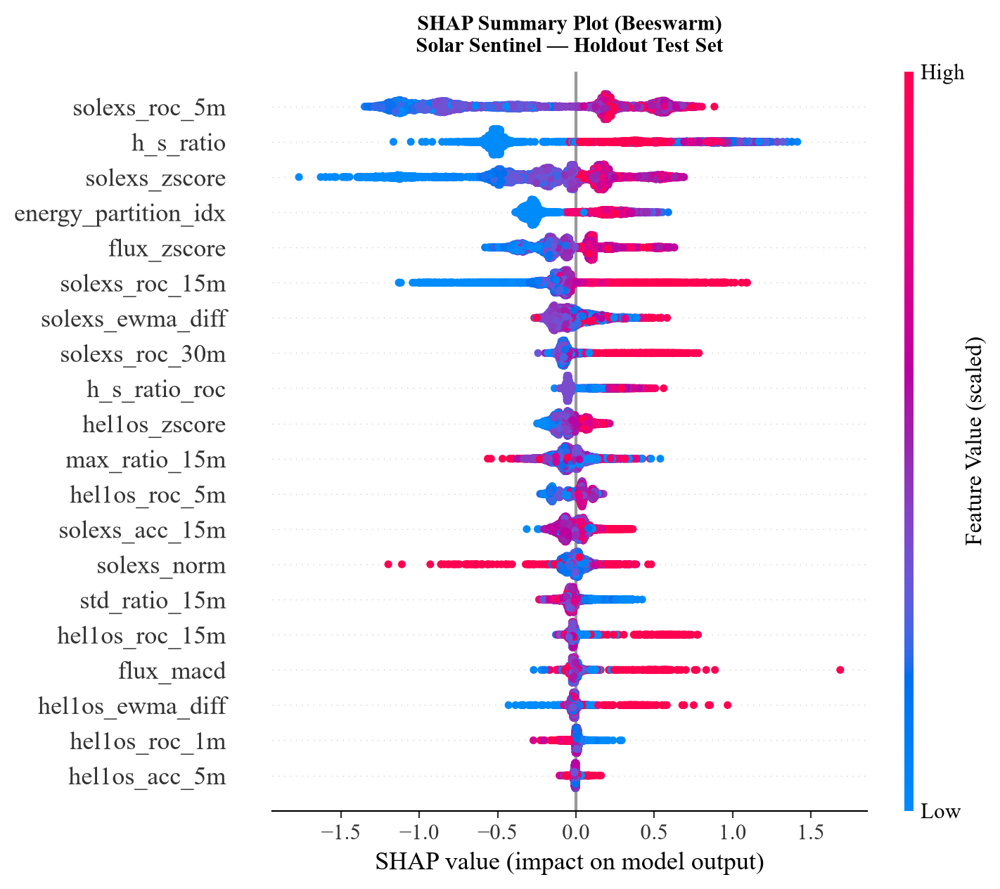 SHAP Summary Plot (Beeswarm)
Solar Sentinel — Holdout Test Set
High
solexs_roc_5m
h_s_ratio
solexs_zscore
energy_partition_idx
flux_zscore
solexs_roc_15m
solexs_ewma_diff
solexs_roc_30m
h_s_ratio_roc
hel1os_zscore
max_ratio_15m
hel1os_roc_5m
solexs_acc_15m
solexs_norm
std_ratio_15m
hel1os_roc_15m
flux_macd
hel1os_ewma_diff
hel1os_roc_1m
hel1os_acc_5m
Feature Value (scaled)
Low
−1.5 −1.0 −0.5 0.0 0.5 1.0 1.5
SHAP value (impact on model output)